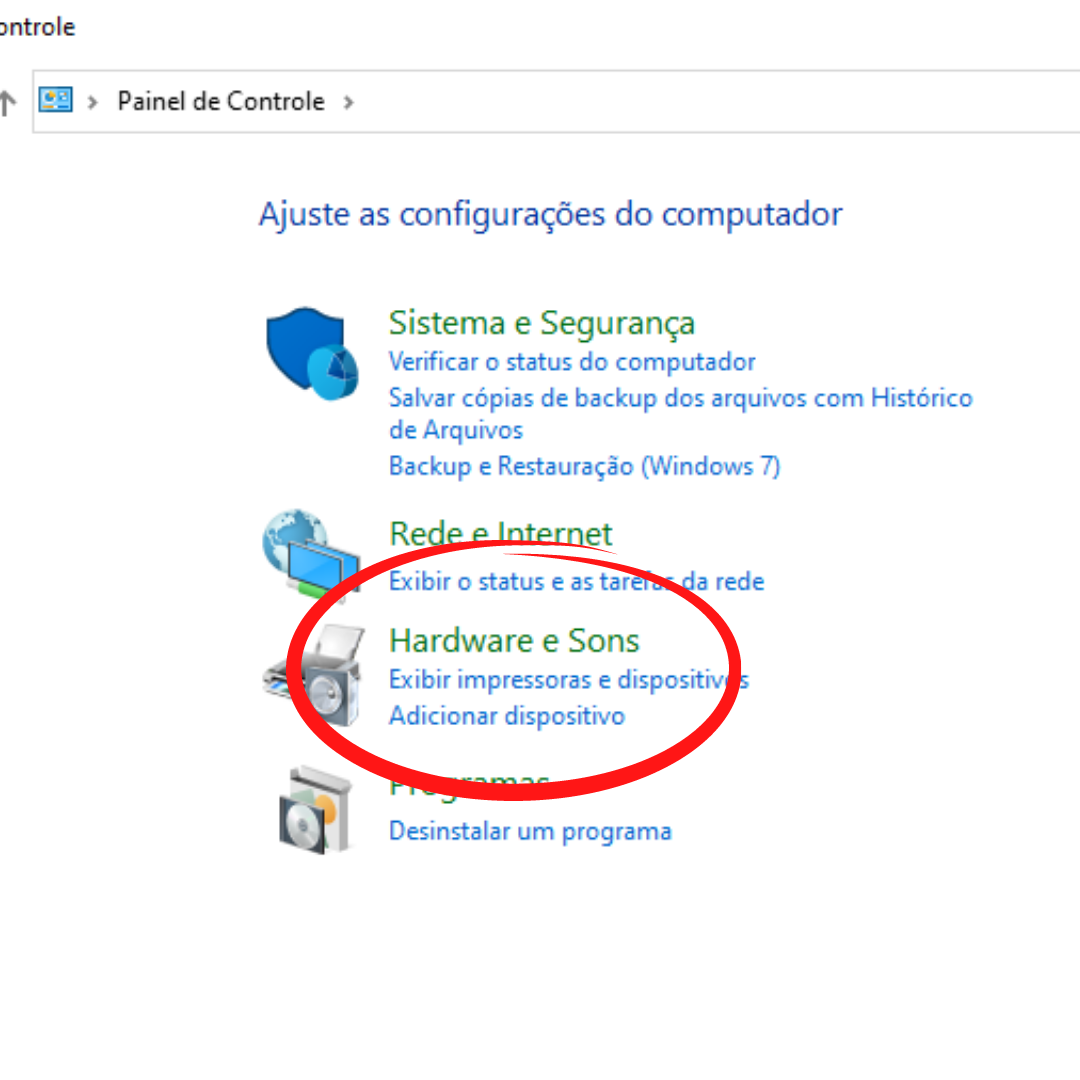 ontrole
Painel de Controle
Ajuste as configurações do computador
Sistema e Segurança
Verificar o status do computador
Salvar cópias de backup dos arquivos com Histórico
de Arquivos
Backup e Restauração (Windows 7)
Rede e Internet
Exibir o status e as tarefas da rede
Hardware e Sons
Exibir impressoras e dispositivos
Adicionar dispositivo
Programas
Desinstalar um programa